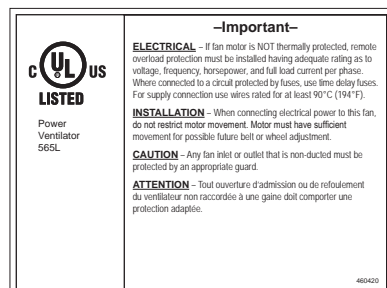 –Important–
ELECTRICAL – If fan motor is NOT thermally protected, remote
overload protection must be installed having adequate rating as to
voltage, frequency, horsepower, and full load current per phase.
Where connected to a circuit protected by fuses, use time delay fuses.
For supply connection use wires rated for at least 90°C (194°F).
INSTALLATION – When connecting electrical power to this fan,
do not restrict motor movement. Motor must have sufficient
movement for possible future belt or wheel adjustment.
CAUTION – Any fan inlet or outlet that is non-ducted must be
protected by an appropriate guard.
ATTENTION – Tout ouverture d'admission ou de refoulement
du ventilateur non raccordée à une gaine doit comporter une
protection adaptée.
460420
C UL US
LISTED
Power
Ventilator
565L